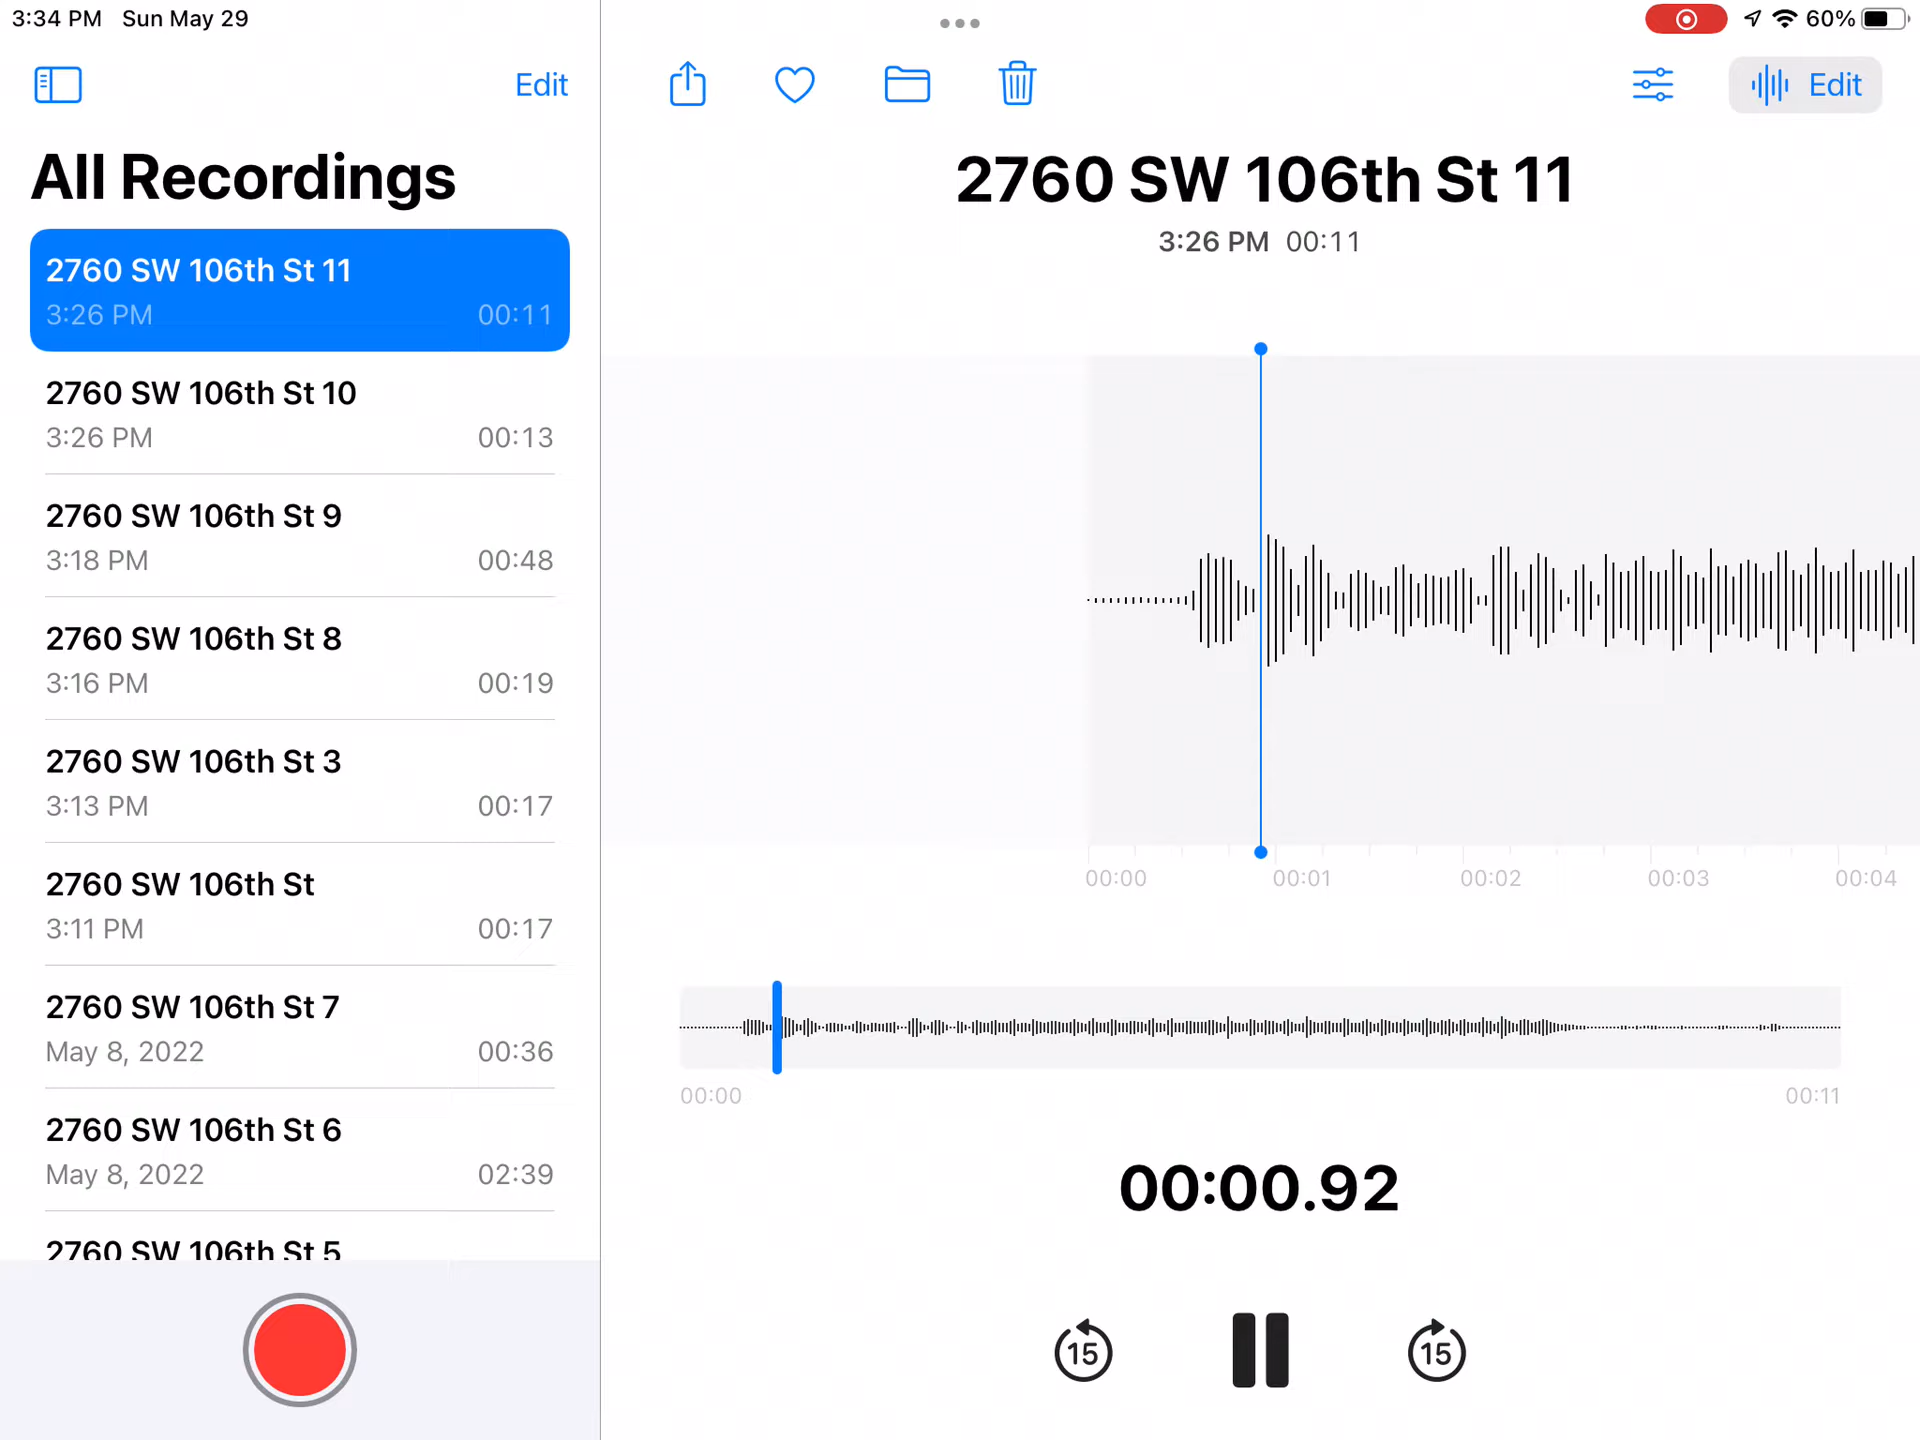 3:34 PM Sun May 29
60%
Edit
Edit
All Recordings
2760 SW 106th St 11
3:26 PM 00:11
2760 SW 106th St 10
3:26 PM 00:13
2760 SW 106th St 9
3:18 PM 00:48
2760 SW 106th St 8
3:16 PM 00:19
2760 SW 106th St 3
3:13 PM 00:17
2760 SW 106th St
3:11 PM 00:17
2760 SW 106th St 7
May 8, 2022 00:36
2760 SW 106th St 6
May 8, 2022 02:39
2760 SW 106th St 5
2760 SW 106th St 11
3:26 PM 00:11
00:00 00:01 00:02 00:03 00:04
00:00 00:11
00:00.92
15 15